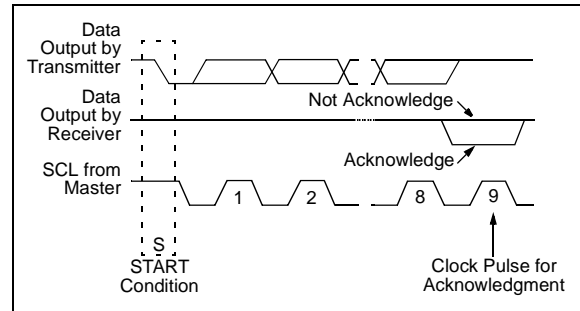 Data
Output by
Transmitter
Data
Output by
Receiver
Not Acknowledge
Acknowledge
SCL from
Master
1
2
8
9
S
START
Condition
Clock Pulse for
Acknowledgment